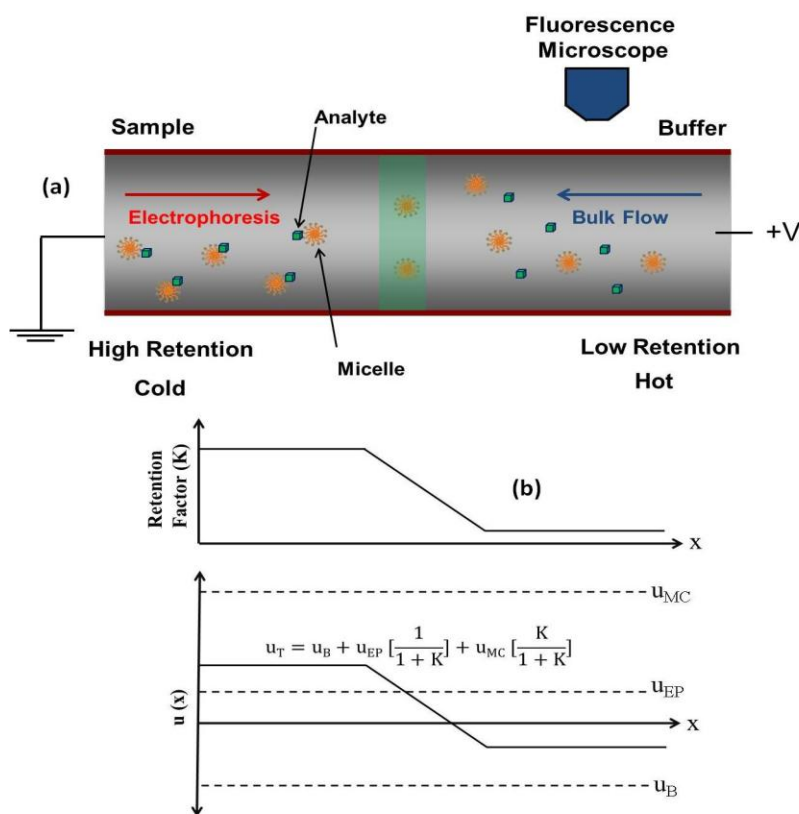 Fluorescence
Microscope
Sample
Analyte
Buffer
(a)
Electrophoresis
Bulk Flow
+V
High Retention
Micelle
Low Retention
Cold
Hot
Retention
Factor (K)
(b)
x
u_MC
u_T = u_B + u_EP [1/(1 + K)] + u_MC [K/(1 + K)]
u_EP
u (x)
x
u_B